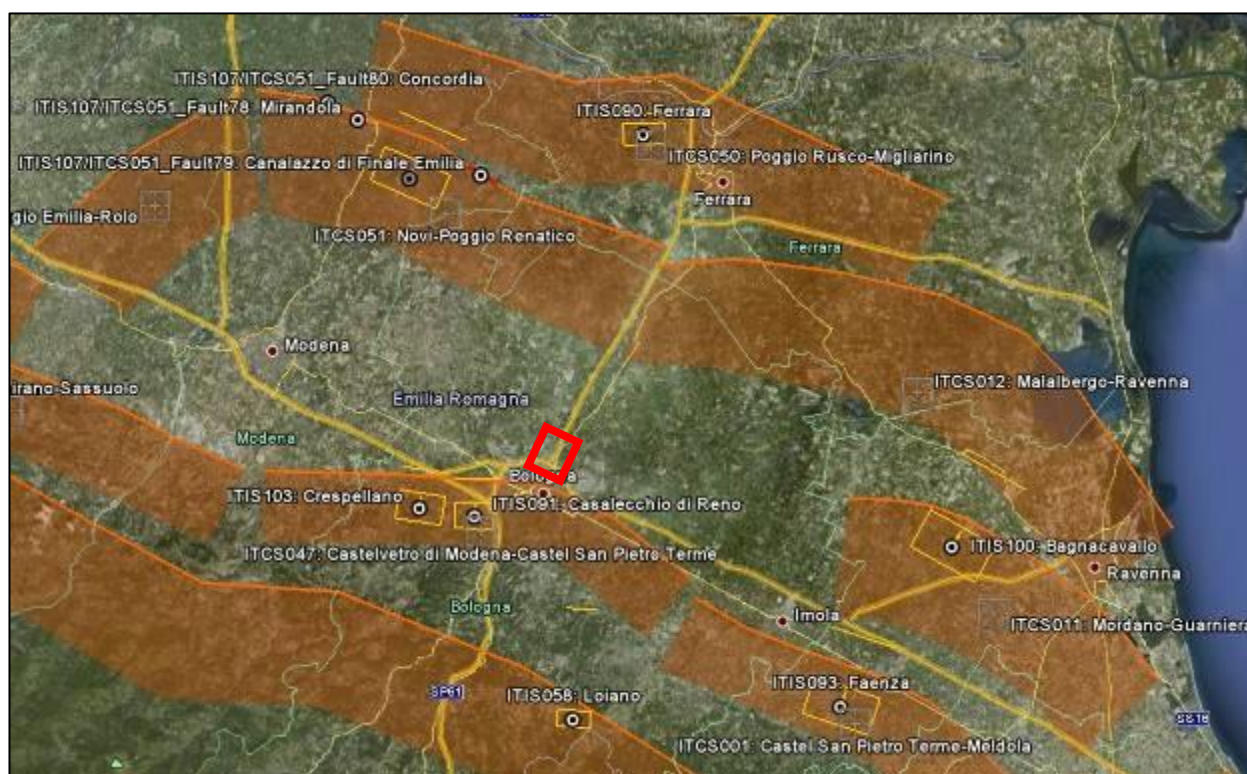 ITIS107/ITCS051_Fault80: Concordia
ITIS107/ITCS051_Fault78: Mirandola
ITIS090: Ferrara
ITIS107/ITCS051_Fault79: Canalazzo di Finale Emilia
ITCS050: Poggio Rusco-Migliarino
Ferrara
gio Emilia-Rolo
ITCS051: Novi-Poggio Renatico
Ferrara
Modena
irano-Sassuolo
ITCS012: Malalbergo-Ravenna
Emilia Romagna
Modena
Bologna
ITIS103: Crespellano
ITIS091: Casalecchio di Reno
ITCS047: Castelvetro di Modena-Castel San Pietro Terme
ITIS100: Bagnacavallo
Ravenna
Bologna
Imola
ITCS011: Mordano-Guarniera
SP61
ITIS058: Loiano
ITIS093: Faenza
SS16
ITCS001: Castel San Pietro Terme-Meldola